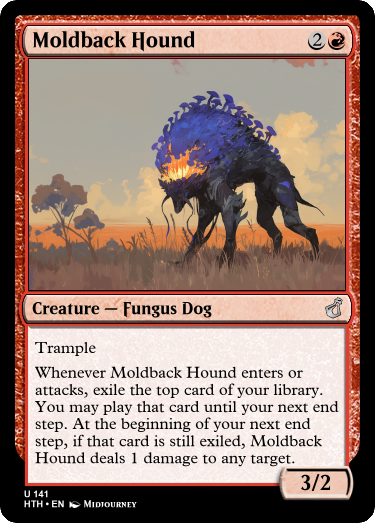 Moldback Hound 2
Creature — Fungus Dog
Trample
Whenever Moldback Hound enters or
attacks, exile the top card of your library.
You may play that card until your next end
step. At the beginning of your next end
step, if that card is still exiled, Moldback
Hound deals 1 damage to any target.
3/2
U 141
HTH • EN Midjourney